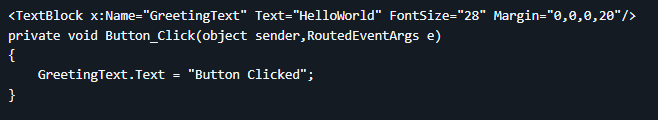 <TextBlock x:Name="GreetingText" Text="HelloWorld" FontSize="28" Margin="0,0,0,20"/>
private void Button_Click(object sender,RoutedEventArgs e)
{
    GreetingText.Text = "Button Clicked";
}